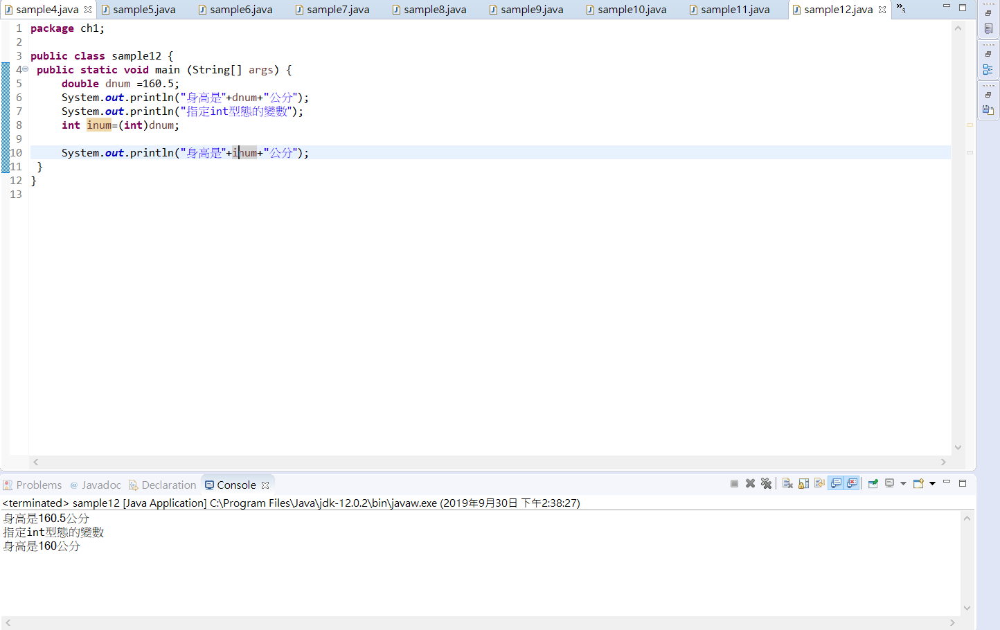 sample4.java sample5.java sample6.java sample7.java sample8.java sample9.java sample10.java sample11.java sample12.java »3
1 package ch1;
2
3 public class sample12 {
4 public static void main (String[] args) {
5 double dnum =160.5;
6 System.out.println("身高是"+dnum+"公分");
7 System.out.println("指定int型態的變數");
8 int inum=(int)dnum;
9
10 System.out.println("身高是"+inum+"公分");
11 }
12 }
13
Problems @ Javadoc Declaration Console
<terminated> sample12 [Java Application] C:\Program Files\Java\jdk-12.0.2\bin\javaw.exe (2019年9月30日 下午2:38:27)
身高是160.5公分
指定int型態的變數
身高是160公分